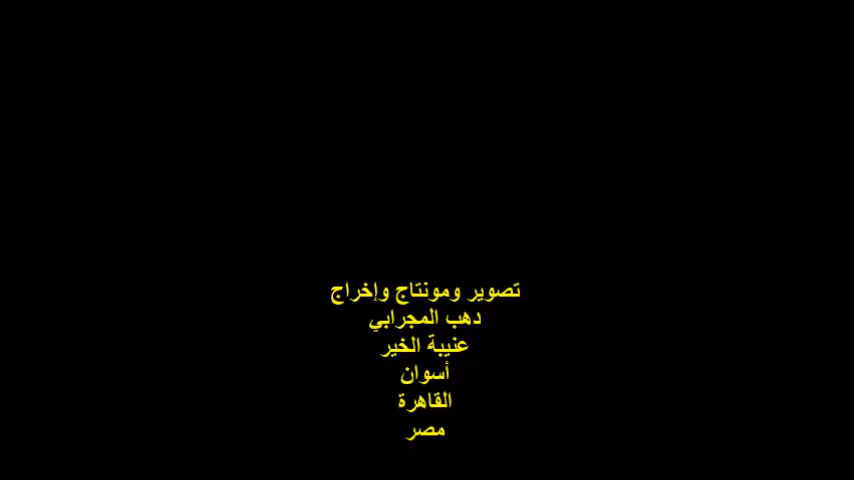 تصوير ومونتاج وإخراج
دهب المجرابي
عنيبة الخير
أسوان
القاهرة
مصر